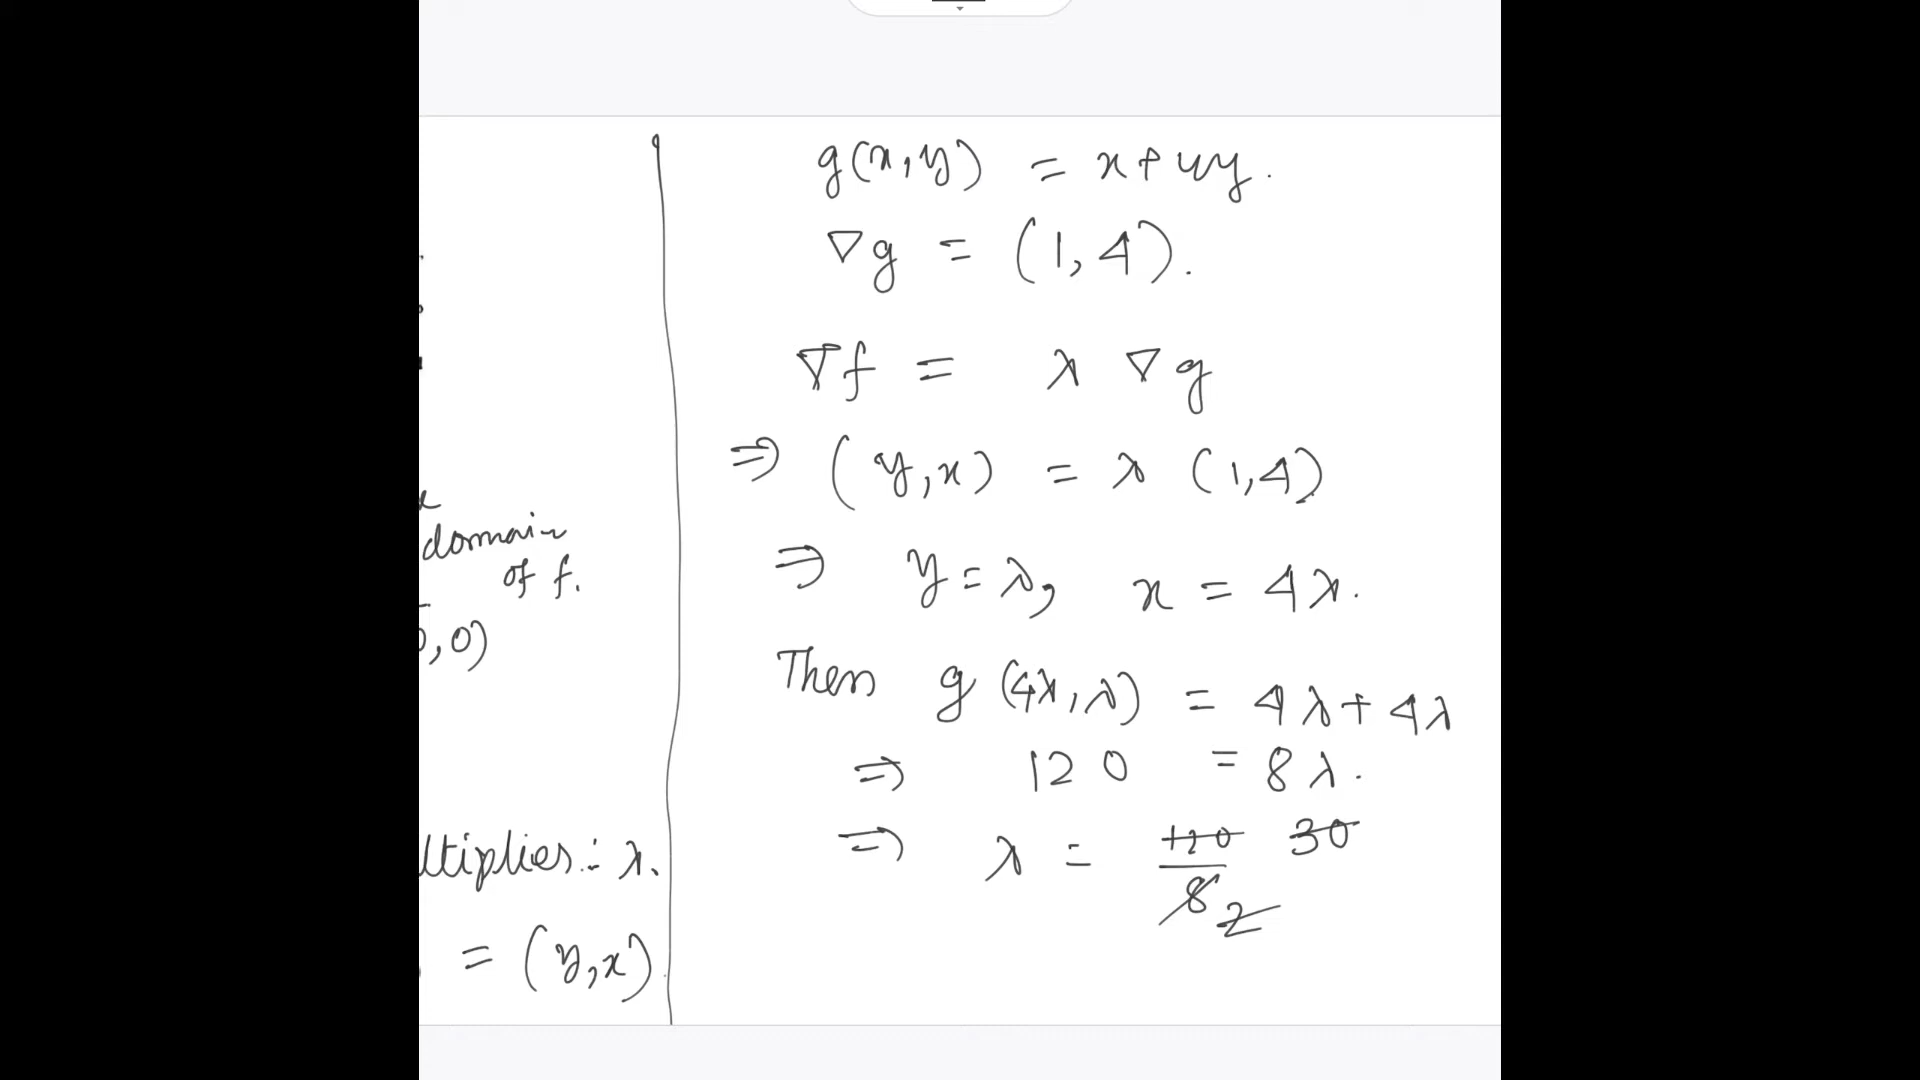 domain
of f.
,0)
ltiplies:- λ.
= (y,x)
g(x,y) = x+4y.
∇g = (1,4).
∇f = λ ∇g
⇒ (y,x) = λ (1,4)
⇒ y=λ, x = 4λ.
Then g (4λ,λ) = 4λ+4λ
⇒ 120 = 8λ.
⇒ λ = 120/8 30 2